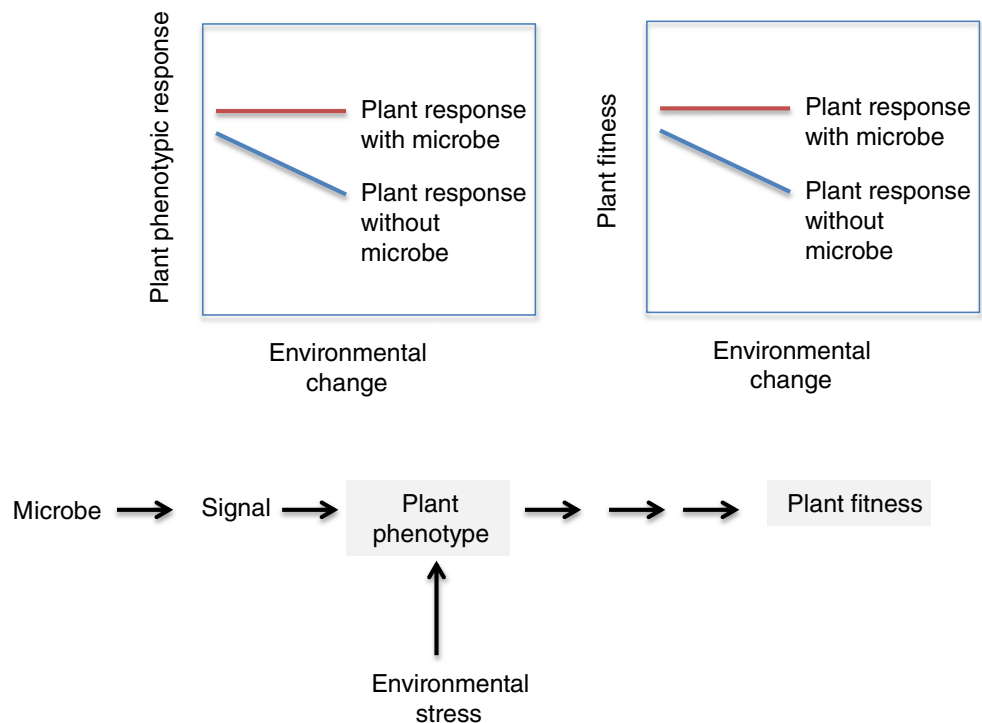 Plant phenotypic response
Plant response
with microbe
Plant response
without
microbe
Environmental
change
Plant fitness
Plant response
with microbe
Plant response
without
microbe
Environmental
change
Microbe
Signal
Plant
phenotype
Plant fitness
Environmental
stress